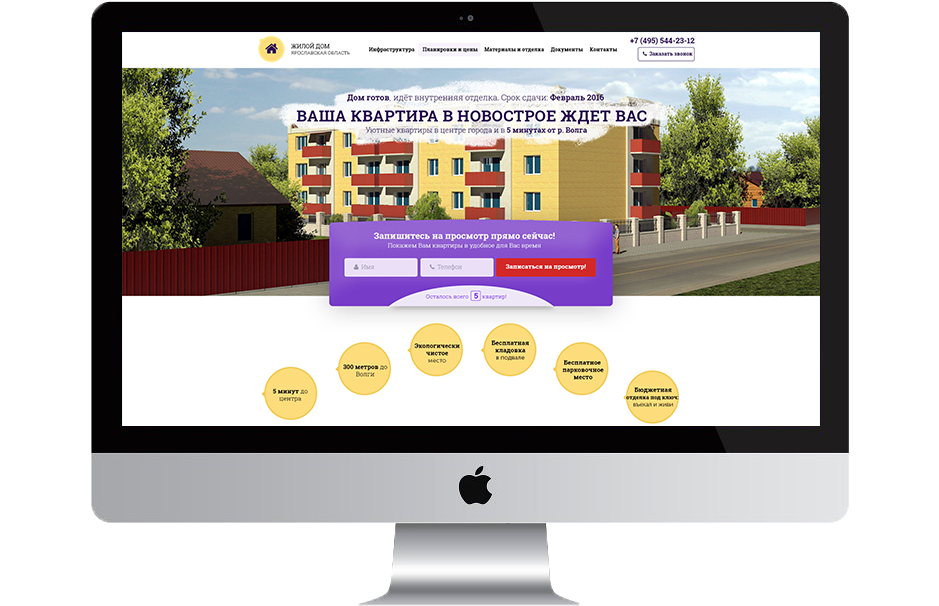 ЖИЛОЙ ДОМ
ЯРОСЛАВСКАЯ ОБЛАСТЬ
Инфраструктура Планировки и цены Материалы и отделка Документы Контакты
+7 (495) 544-23-12
Заказать звонок
Дом готов, идёт внутренняя отделка. Срок сдачи: Февраль 2016
ВАША КВАРТИРА В НОВОСТРОЕ ЖДЕТ ВАС
Уютные квартиры в центре города и в 5 минутах от р. Волга
Запишитесь на просмотр прямо сейчас!
Покажем Вам квартиры в удобное для Вас время
Имя Телефон Записаться на просмотр!
Осталось всего 5 квартир!
5 минут до
центра
300 метров до
Волги
Экологически
чистое
место
Бесплатная
кладовка
в подвале
Бесплатное
парковочное
место
Бюджетная
отделка под ключ:
въехал и живи